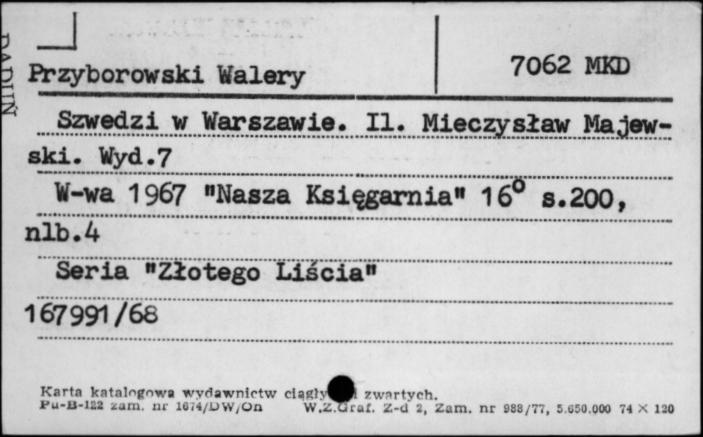 Przyborowski Walery
7062 MKD
Szwedzi w Warszawie. Il. Mieczysław Majew-
ski. Wyd.7
W-wa 1967 "Nasza Księgarnia" 16° s.200,
nlb.4
Seria "Złotego Liścia"
167991/68
Karta katalogowa wydawnictw zwartych.
Pu-B-122 zam. nr 1674/DW/On W.Z.Graf. Z-d 2, Zam. nr 988/77, 5.650.000 74 × 120